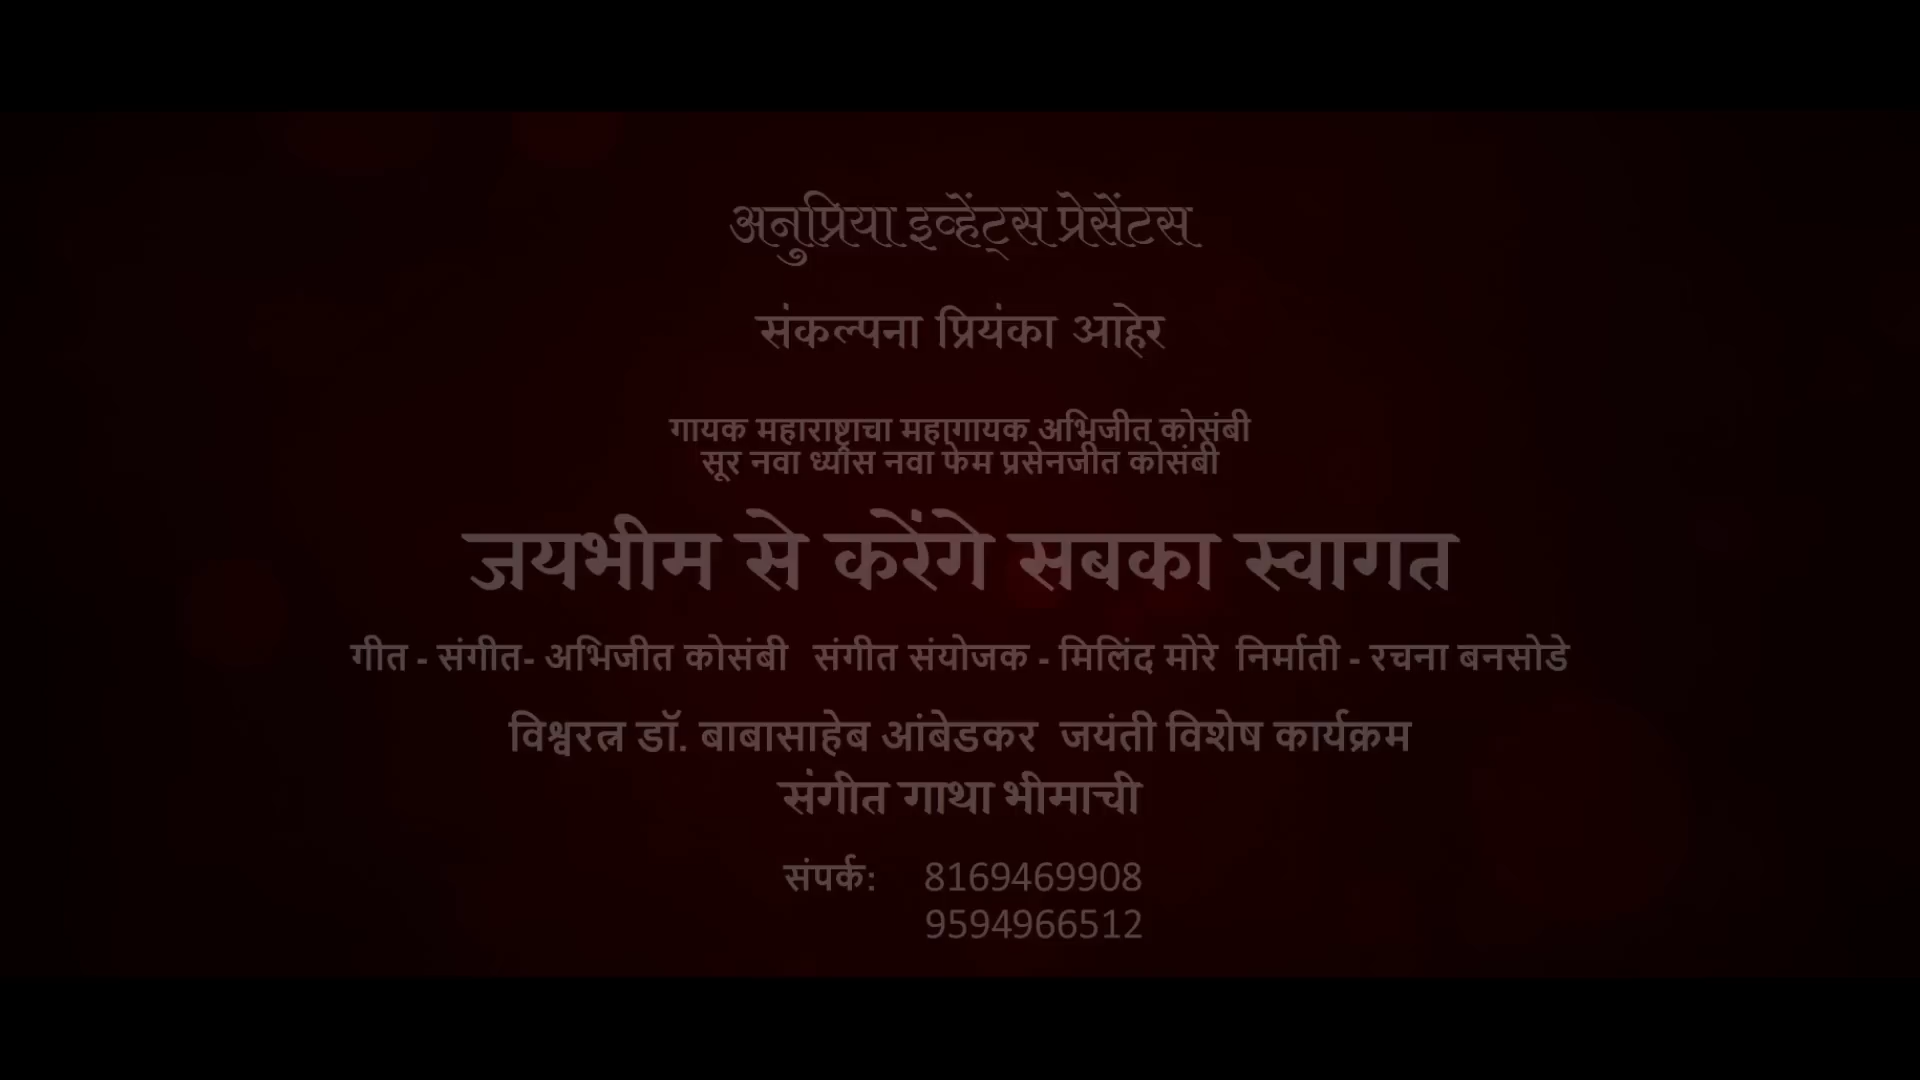 अनुप्रिया इव्हेंट्स प्रेसेंटस
संकल्पना प्रियंका आहेर
गायक महाराष्ट्राचा महागायक अभिजीत कोसंबी
सूर नवा ध्यास नवा फेम प्रसेनजीत कोसंबी
जयभीम से करेंगे सबका स्वागत
गीत - संगीत- अभिजीत कोसंबी संगीत संयोजक - मिलिंद मोरे निर्माती - रचना बनसोडे
विश्वरत्न डॉ. बाबासाहेब आंबेडकर जयंती विशेष कार्यक्रम
संगीत गाथा भीमाची
संपर्क: 8169469908
9594966512